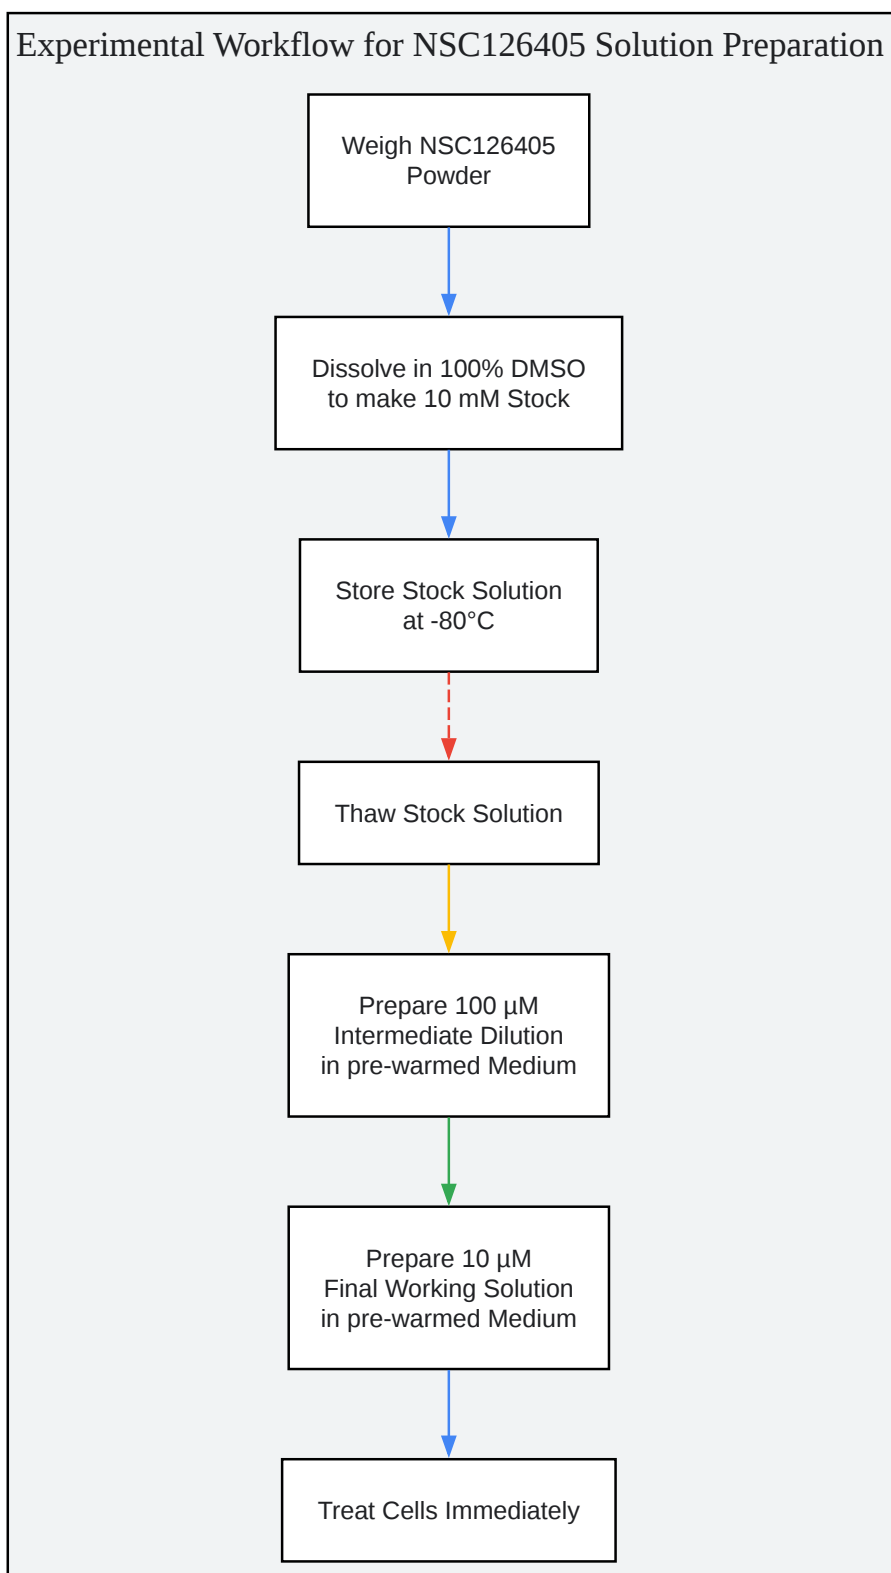 Experimental Workflow for NSC126405 Solution Preparation
Weigh NSC126405
Powder
Dissolve in 100% DMSO
to make 10 mM Stock
Store Stock Solution
at -80°C
Thaw Stock Solution
Prepare 100 µM
Intermediate Dilution
in pre-warmed Medium
Prepare 10 µM
Final Working Solution
in pre-warmed Medium
Treat Cells Immediately